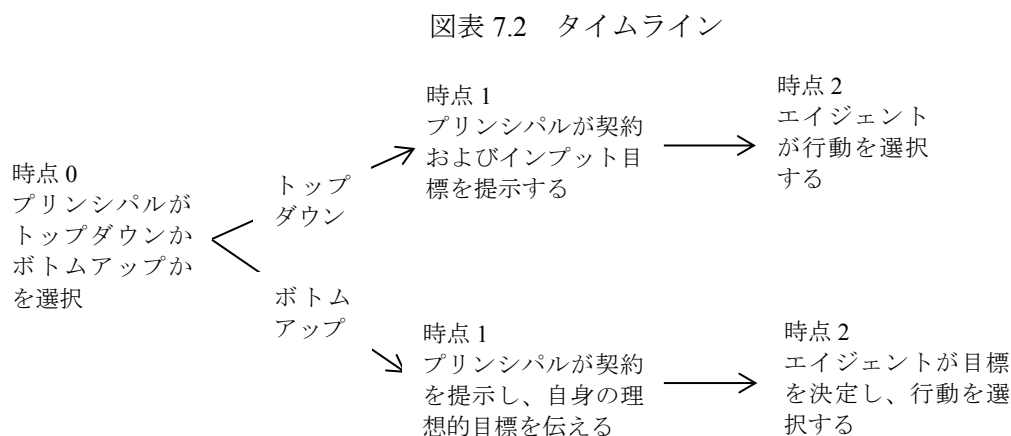 図表 7.2　タイムライン
時点 0
プリンシパルが
トップダウンか
ボトムアップか
を選択
トップ
ダウン
時点 1
プリンシパルが契約
およびインプット目
標を提示する
時点 2
エイジェント
が行動を選択
する
ボトム
アップ
時点 1
プリンシパルが契約
を提示し、自身の理
想的目標を伝える
時点 2
エイジェントが目標
を決定し、行動を選
択する